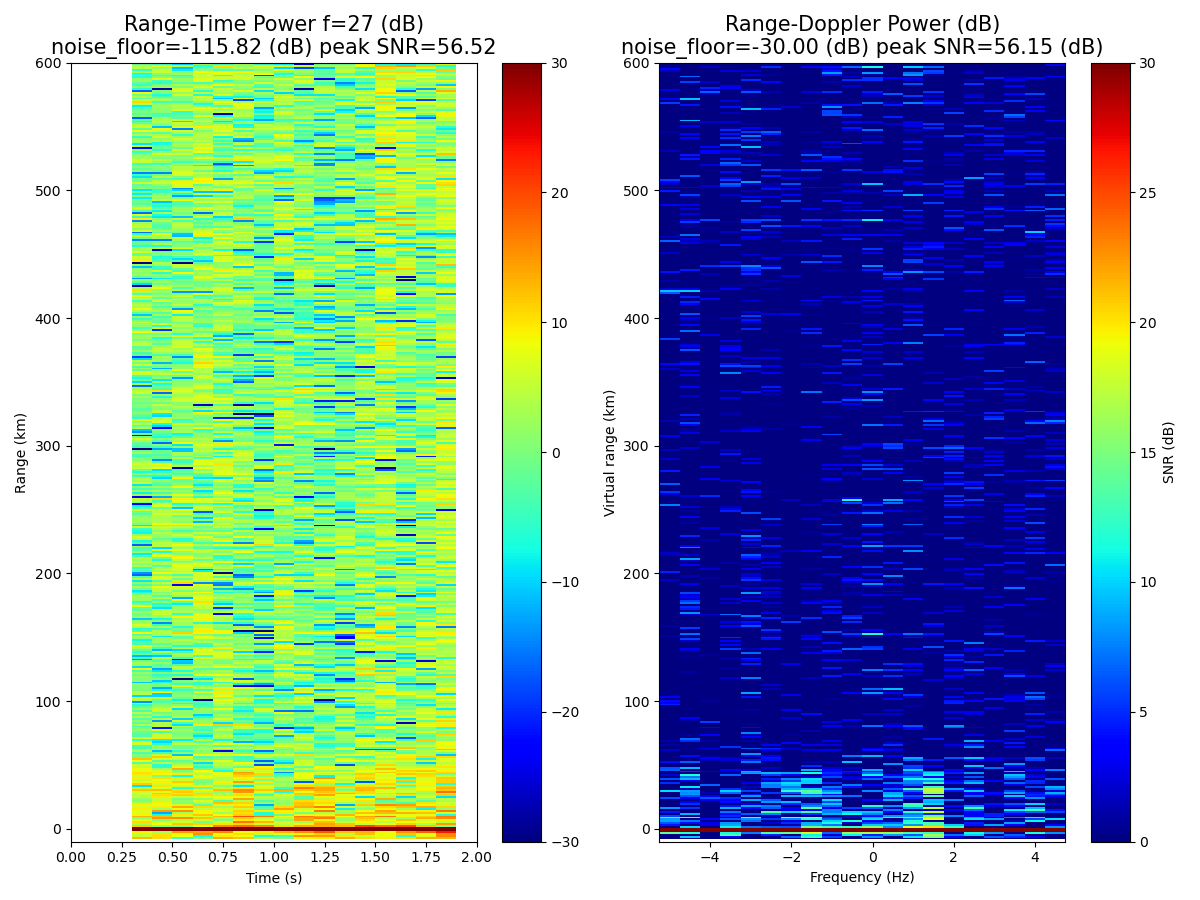 Range-Time Power f=27 (dB)
noise_floor=-115.82 (dB) peak SNR=56.52
Range (km)
600
500
400
300
200
100
0
0.00 0.25 0.50 0.75 1.00 1.25 1.50 1.75 2.00
Time (s)
30
20
10
0
−10
−20
−30
Range-Doppler Power (dB)
noise_floor=-30.00 (dB) peak SNR=56.15 (dB)
Virtual range (km)
600
500
400
300
200
100
0
−4 −2 0 2 4
Frequency (Hz)
30
25
20
15
10
5
0
SNR (dB)